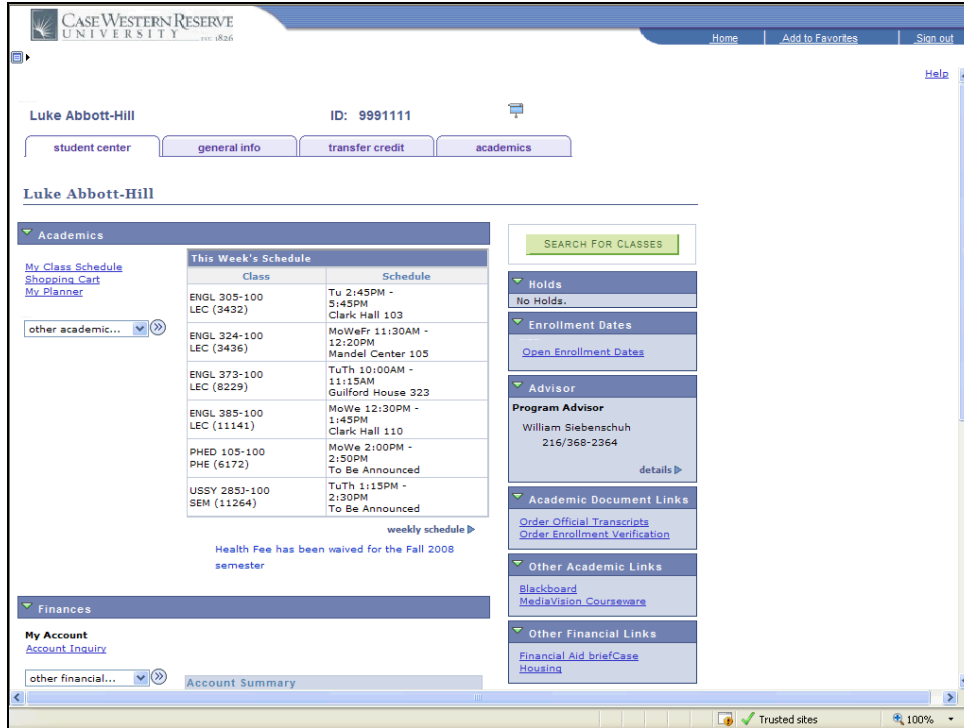 CASE WESTERN RESERVE
UNIVERSITY EST. 1826
Home
Add to Favorites
Sign out
Help
Luke Abbott-Hill
ID: 9991111
student center
general info
transfer credit
academics
Luke Abbott-Hill
Academics
My Class Schedule
Shopping Cart
My Planner
other academic...
This Week's Schedule
Class Schedule
ENGL 305-100
LEC (3432)
Tu 2:45PM -
5:45PM
Clark Hall 103
ENGL 324-100
LEC (3436)
MoWeFr 11:30AM -
12:20PM
Mandel Center 105
ENGL 373-100
LEC (8229)
TuTh 10:00AM -
11:15AM
Guilford House 323
ENGL 385-100
LEC (11141)
MoWe 12:30PM -
1:45PM
Clark Hall 110
PHED 105-100
PHE (6172)
MoWe 2:00PM -
2:50PM
To Be Announced
USSY 285J-100
SEM (11264)
TuTh 1:15PM -
2:30PM
To Be Announced
weekly schedule
Health Fee has been waived for the Fall 2008
semester
Finances
My Account
Account Inquiry
other financial...
Account Summary
SEARCH FOR CLASSES
Holds
No Holds.
Enrollment Dates
Open Enrollment Dates
Advisor
Program Advisor
William Siebenschuh
216/368-2364
details
Academic Document Links
Order Official Transcripts
Order Enrollment Verification
Other Academic Links
Blackboard
MediaVision Courseware
Other Financial Links
Financial Aid briefCase
Housing
Trusted sites
100%